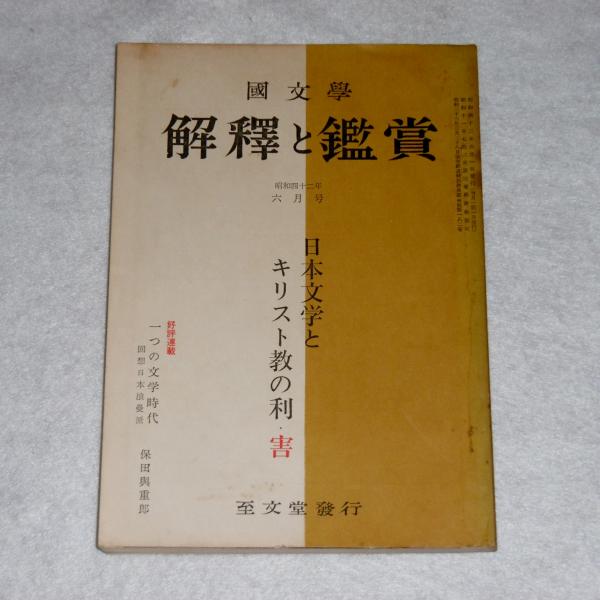 國文學
解釋と鑑賞
昭和四十二年
六月号
日本文学と
キリスト教の利・害
好評連載
一つの文学時代
回想日本浪曼派
保田與重郎
至文堂發行